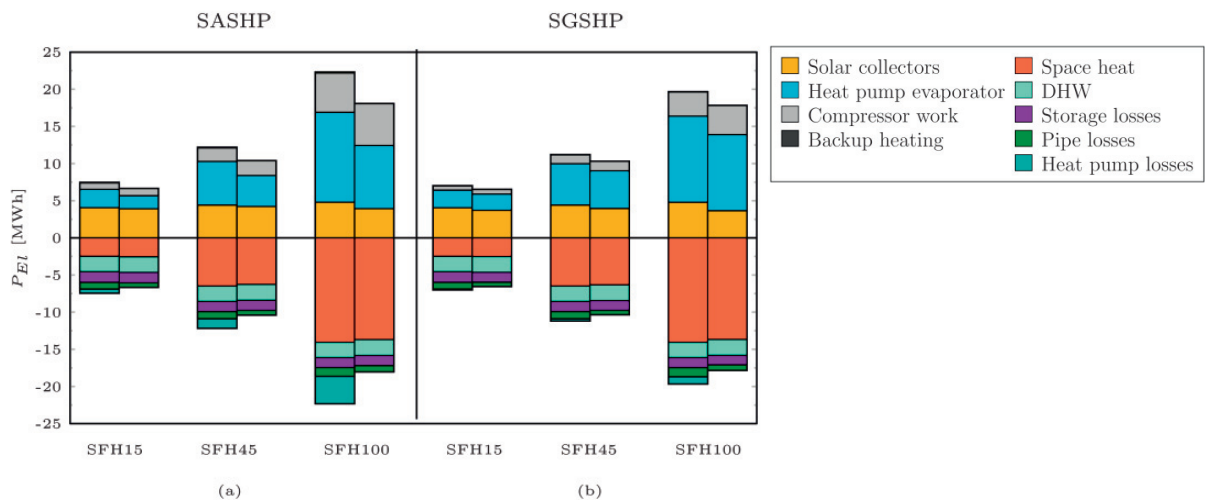 SASHP SGSHP
25
20
15
10
5
0
-5
-10
-15
-20
-25
P_El [MWh]
SFH15 SFH45 SFH100 SFH15 SFH45 SFH100
(a) (b)
Solar collectors
Heat pump evaporator
Compressor work
Backup heating
Space heat
DHW
Storage losses
Pipe losses
Heat pump losses